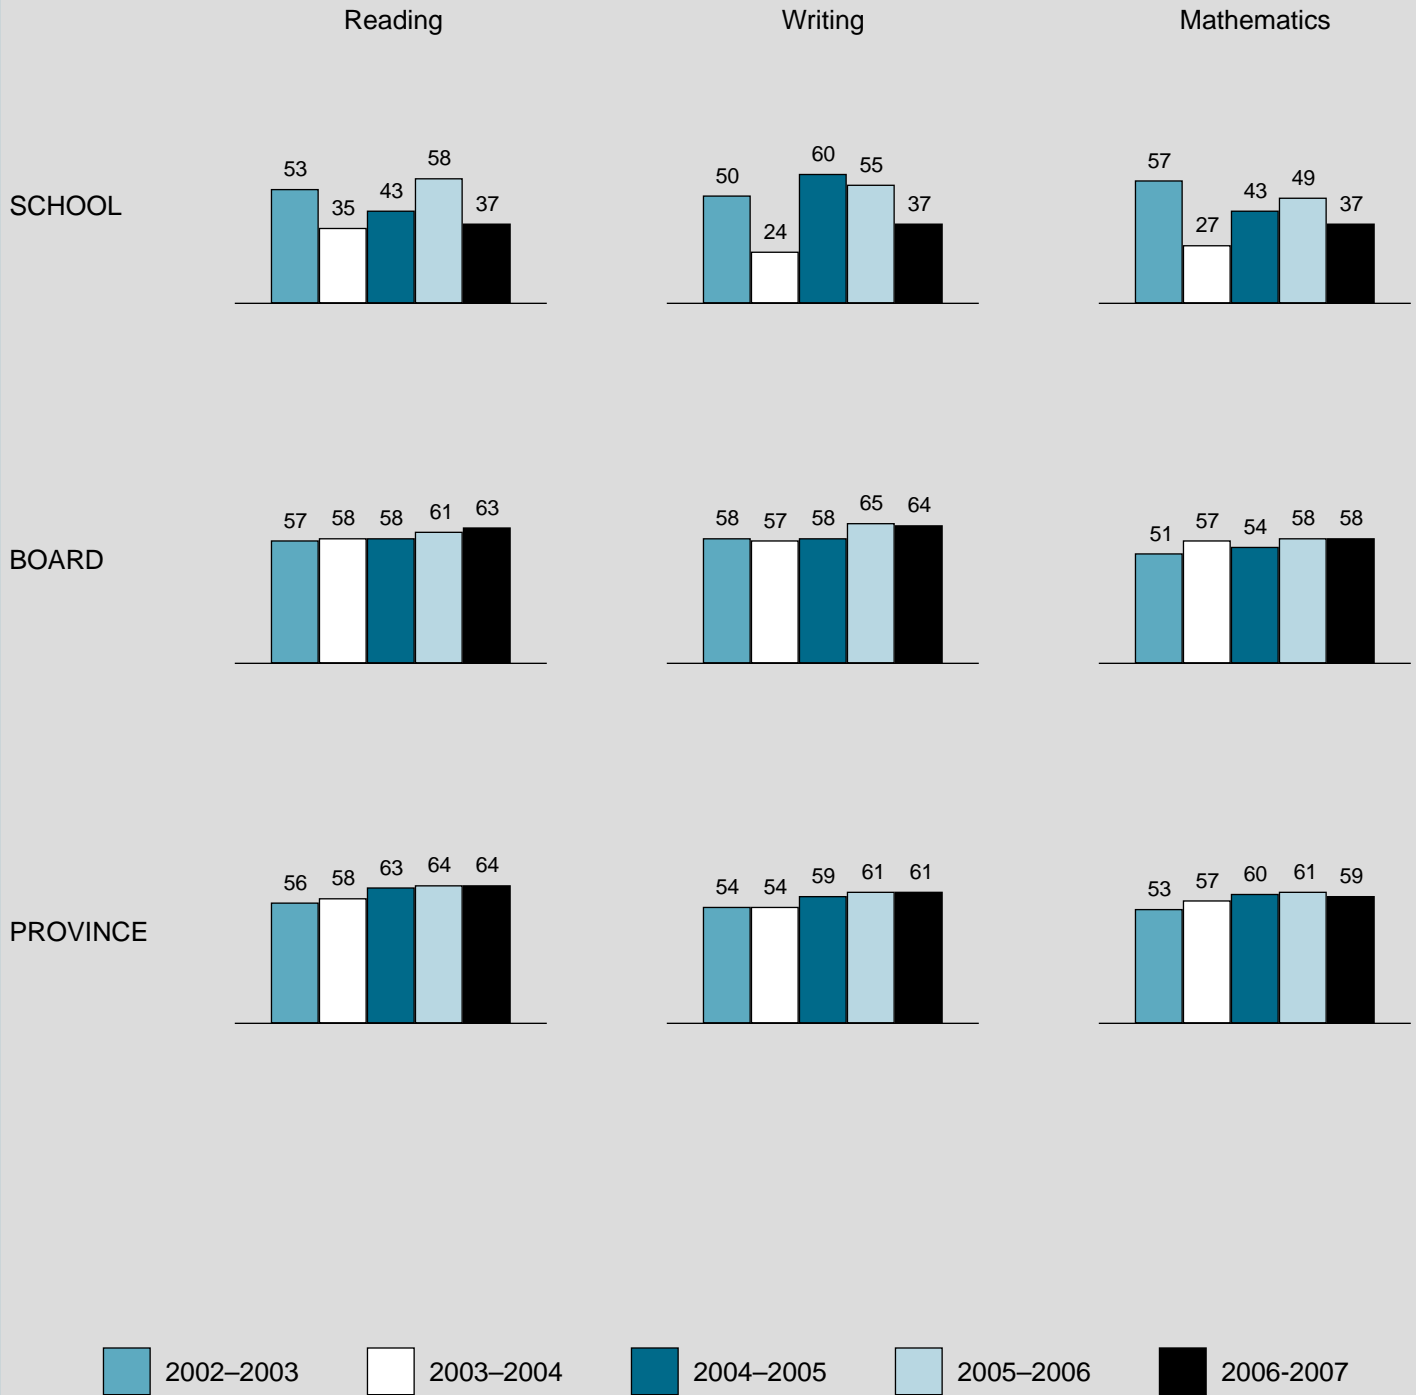 Reading Writing Mathematics
SCHOOL
53 35 43 58 37
50 24 60 55 37
57 27 43 49 37
BOARD
57 58 58 61 63
58 57 58 65 64
51 57 54 58 58
PROVINCE
56 58 63 64 64
54 54 59 61 61
53 57 60 61 59
2002–2003 2003–2004 2004–2005 2005–2006 2006-2007